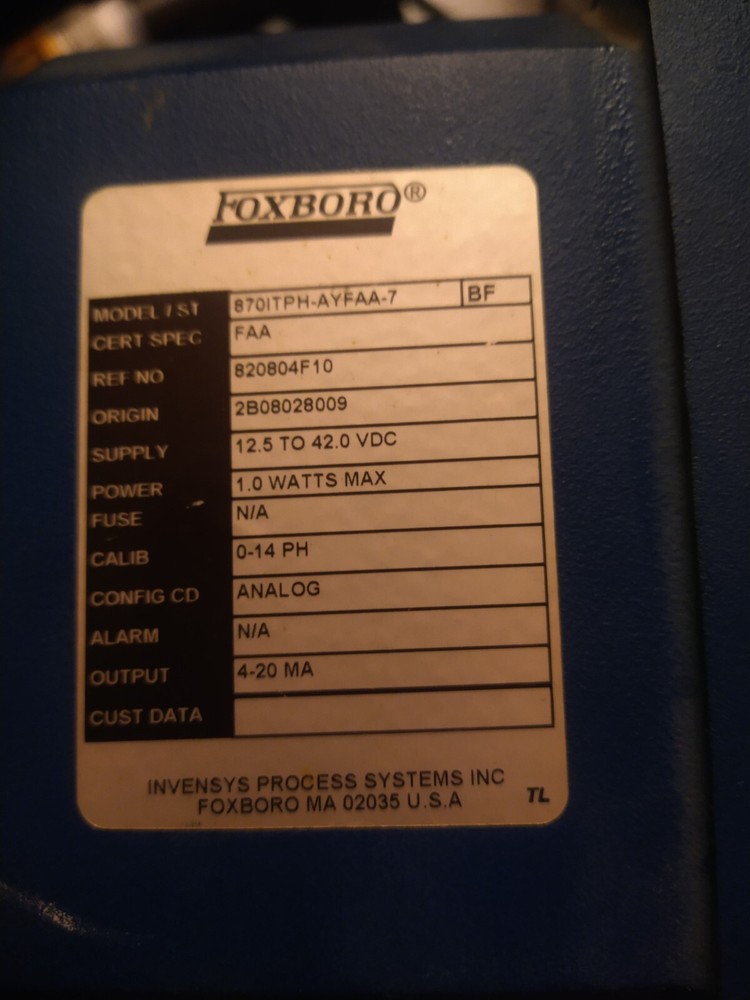 FOXBORO®
MODEL / ST 870ITPH-AYFAA-7 BF
CERT SPEC FAA
REF NO 820804F10
ORIGIN 2B08028009
SUPPLY 12.5 TO 42.0 VDC
POWER 1.0 WATTS MAX
FUSE N/A
CALIB 0-14 PH
CONFIG CD ANALOG
ALARM N/A
OUTPUT 4-20 MA
CUST DATA
INVENSYS PROCESS SYSTEMS INC
FOXBORO MA 02035 U.S.A
TL